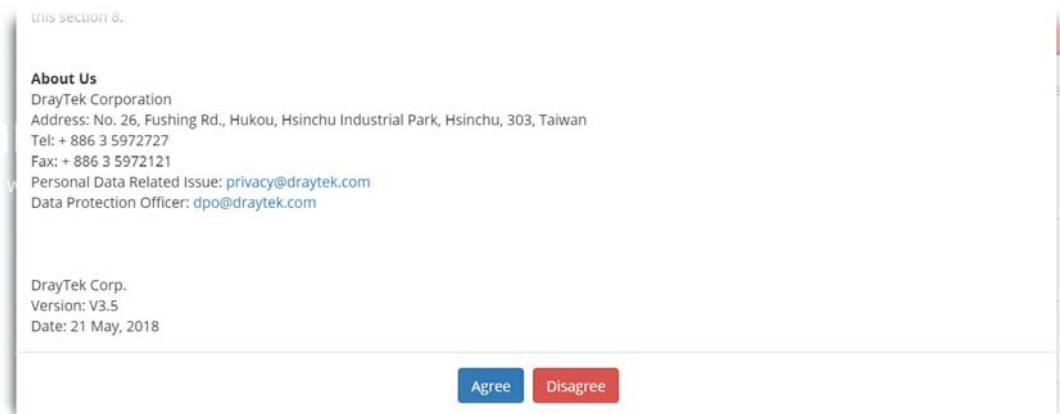 this section 8.
About Us
DrayTek Corporation
Address: No. 26, Fushing Rd., Hukou, Hsinchu Industrial Park, Hsinchu, 303, Taiwan
Tel: + 886 3 5972727
Fax: + 886 3 5972121
Personal Data Related Issue: privacy@draytek.com
Data Protection Officer: dpo@draytek.com
DrayTek Corp.
Version: V3.5
Date: 21 May, 2018
Agree Disagree